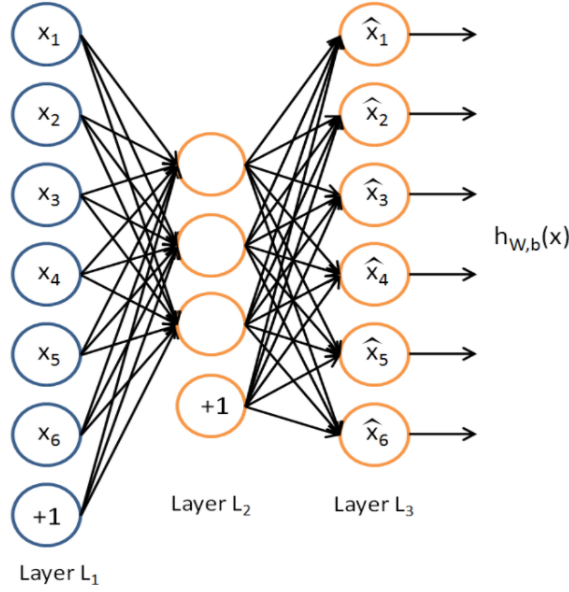 x₁
x₂
x₃
x₄
x₅
x₆
+1
Layer L₁
+1
Layer L₂
x̂₁
x̂₂
x̂₃
x̂₄
x̂₅
x̂₆
Layer L₃
h_{W,b}(x)